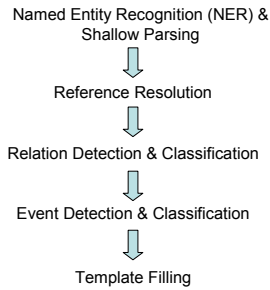 Named Entity Recognition (NER) &
Shallow Parsing
Reference Resolution
Relation Detection & Classification
Event Detection & Classification
Template Filling